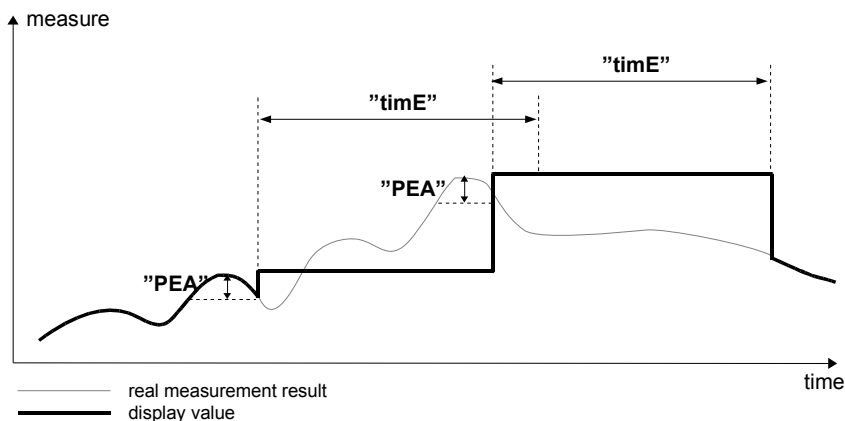 measure
”timE”
”timE”
”PEA”
”PEA”
time
real measurement result
display value